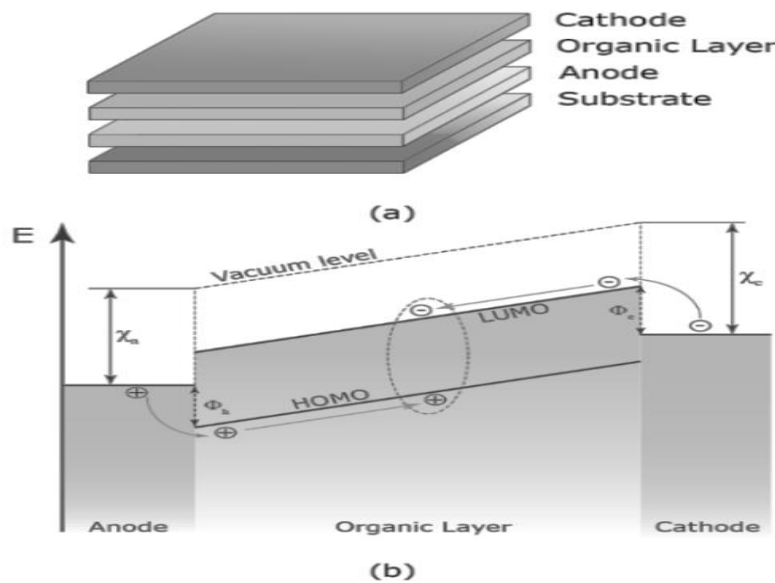 Cathode
Organic Layer
Anode
Substrate
(a)
E
Vacuum level
χc
LUMO
Φe
χa
HOMO
Φh
Anode
Organic Layer
Cathode
(b)